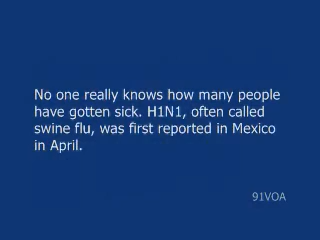 No one really knows how many people
have gotten sick. H1N1, often called
swine flu, was first reported in Mexico
in April.
91VOA